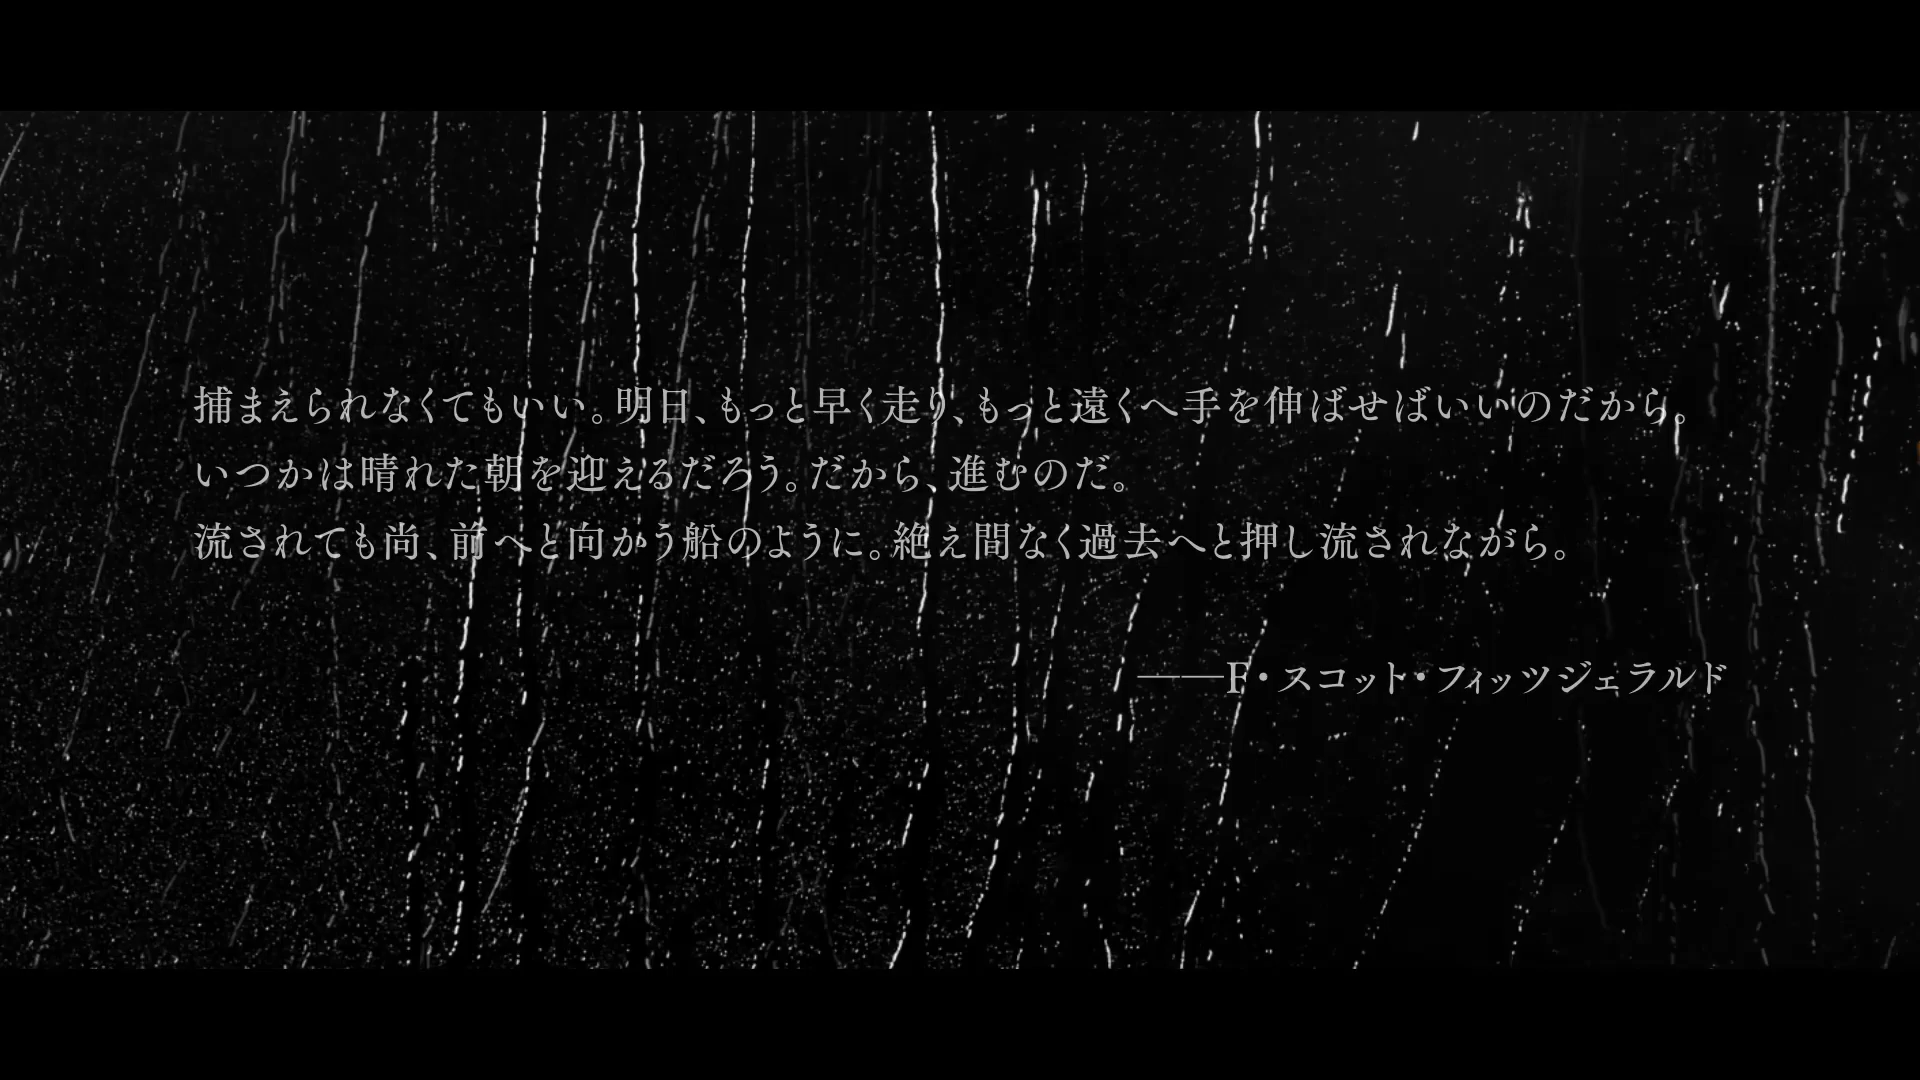 捕まえられなくてもいい。明日、もっと早く走り、もっと遠くへ手を伸ばせばいいのだから。
いつかは晴れた朝を迎えるだろう。だから、進むのだ。
流されても尚、前へと向かう船のように。絶え間なく過去へと押し流されながら。
――F・スコット・フィッツジェラルド